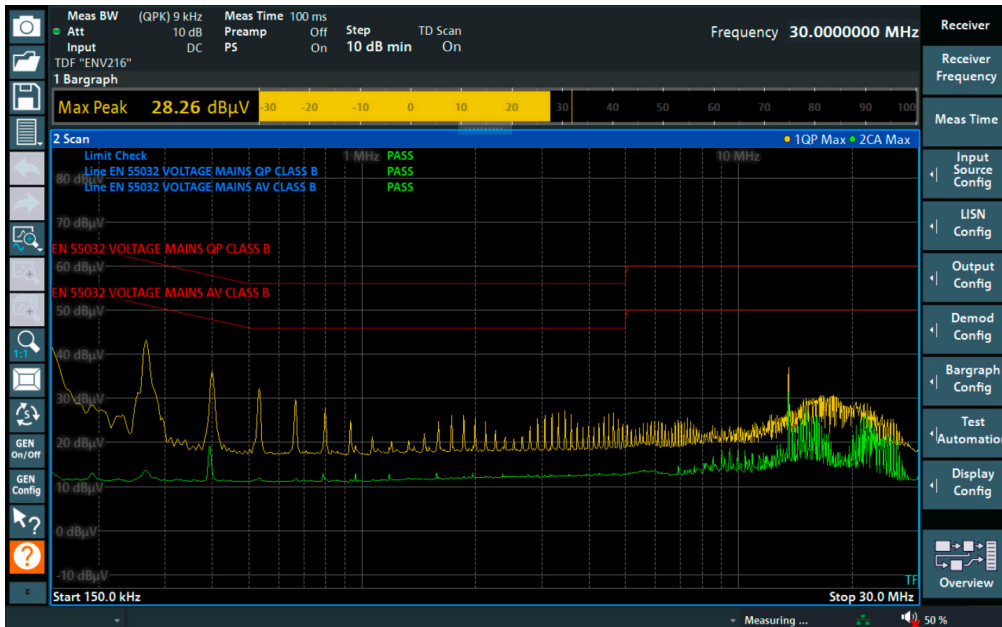 Meas BW (QPK) 9 kHz Meas Time 100 ms
Att 10 dB Preamp Off Step TD Scan
Input DC PS On 10 dB min On
TDF "ENV216"
Frequency 30.0000000 MHz
1 Bargraph
Max Peak 28.26 dBµV
-30 -20 -10 0 10 20 30 40 50 60 70 80 90 100
2 Scan
1QP Max 2CA Max
Limit Check 1 MHz PASS 10 MHz
80 dBµV
Line EN 55032 VOLTAGE MAINS QP CLASS B PASS
Line EN 55032 VOLTAGE MAINS AV CLASS B PASS
70 dBµV
EN 55032 VOLTAGE MAINS QP CLASS B
60 dBµV
EN 55032 VOLTAGE MAINS AV CLASS B
50 dBµV
40 dBµV
30 dBµV
20 dBµV
10 dBµV
0 dBµV
-10 dBµV
TF
Start 150.0 kHz Stop 30.0 MHz
Measuring ... 50 %
1:1
GEN
On/Off
GEN
Config
?
?
Receiver
Receiver
Frequency
Meas Time
Input
Source
Config
LISN
Config
Output
Config
Demod
Config
Bargraph
Config
Test
Automatio
Display
Config
Overview